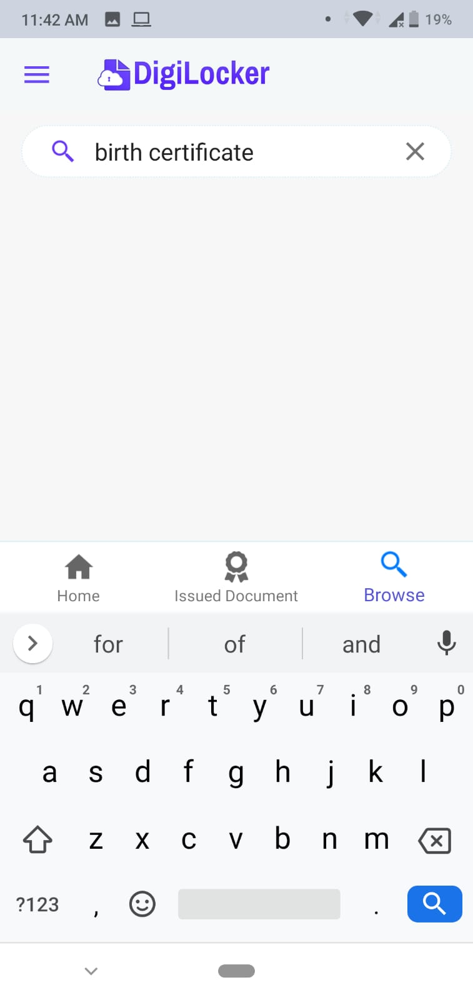 11:42 AM 19%
DigiLocker
birth certificate
Home Issued Document Browse
for of and
1 2 3 4 5 6 7 8 9 0
q w e r t y u i o p
a s d f g h j k l
z x c v b n m
?123 , .